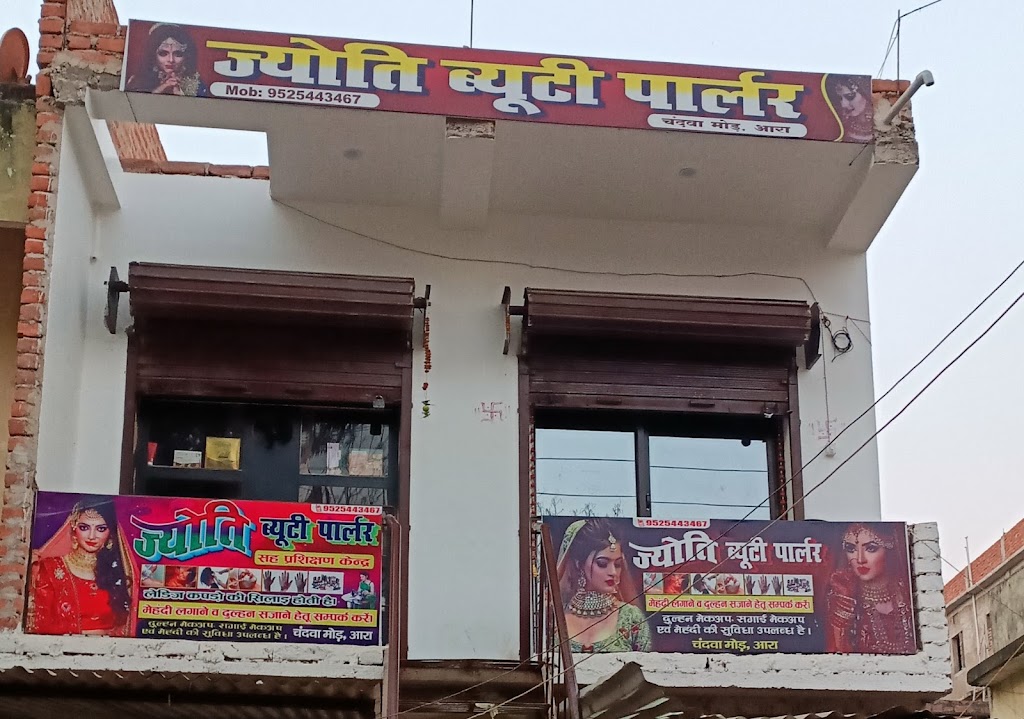 ज्योति ब्यूटी पार्लर
Mob: 9525443467
चंदवा मोड़, आरा
9525443467
ज्योति ब्यूटी पार्लर
सह प्रशिक्षण केन्द्र
लेडिज कपड़ो की सिलाइ होती है।
मेहदी लगाने व दुल्हन सजाने हेतू सम्पर्क करें।
दुल्हन मेकअप- सगाई मेकअप
एवं मेहंदी की सुविधा उपलब्ध है।
चंदवा मोड़, आरा
9525443467
ज्योति ब्यूटी पार्लर
मेहदी लगाने व दुल्हन सजाने हेतू सम्पर्क करें।
दुल्हन मेकअप- सगाई मेकअप
एवं मेहंदी की सुविधा उपलब्ध है।
चंदवा मोड़, आरा